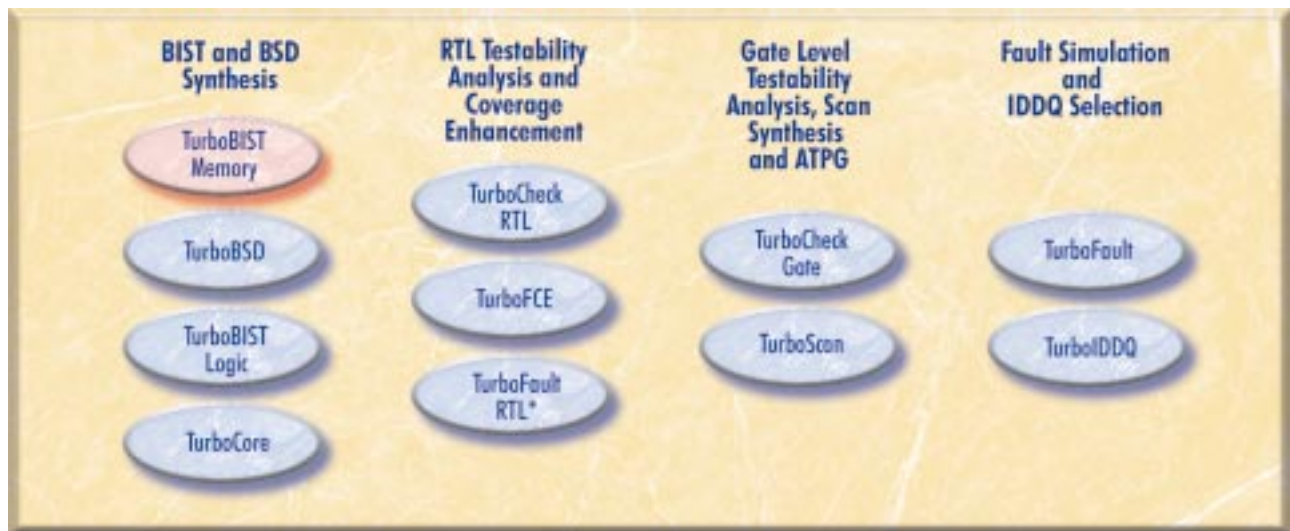 BIST and BSD
Synthesis
TurboBIST
Memory
TurboBSD
TurboBIST
Logic
TurboCore
RTL Testability
Analysis and
Coverage
Enhancement
TurboCheck
RTL
TurboFCE
TurboFault
RTL*
Gate Level
Testability
Analysis, Scan
Synthesis
and ATPG
TurboCheck
Gate
TurboScan
Fault Simulation
and
IDDQ Selection
TurboFault
TurboIDDQ